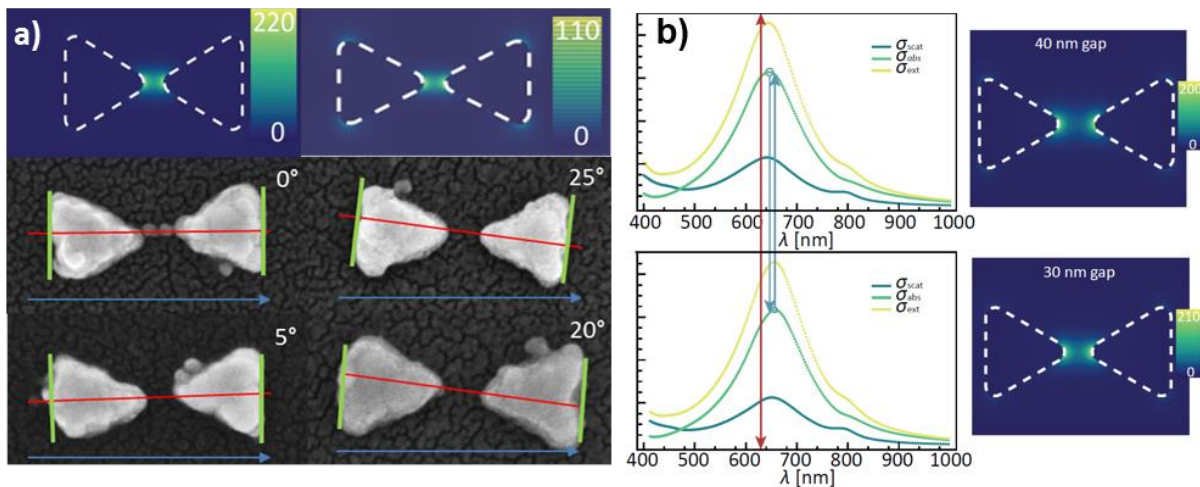 a)
220
0
110
0
0°
25°
5°
20°
b)
σscat
σabs
σext
400 500 600 700 800 900 1000
λ [nm]
40 nm gap
200
0
σscat
σabs
σext
400 500 600 700 800 900 1000
λ [nm]
30 nm gap
210
0